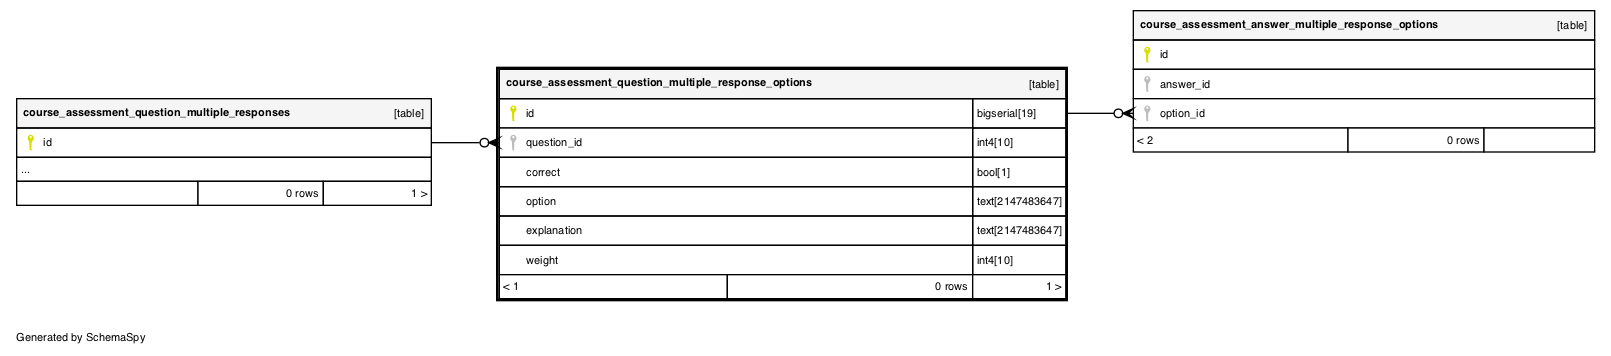 course_assessment_question_multiple_responses [table]
id
...
0 rows 1 >
course_assessment_question_multiple_response_options [table]
id bigserial[19]
question_id int4[10]
correct bool[1]
option text[2147483647]
explanation text[2147483647]
weight int4[10]
< 1 0 rows 1 >
course_assessment_answer_multiple_response_options [table]
id
answer_id
option_id
< 2 0 rows
Generated by SchemaSpy